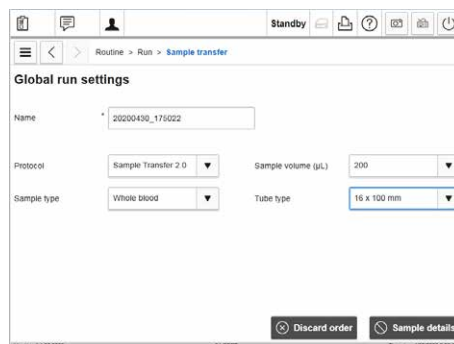 Standby
Routine > Run > Sample transfer
Global run settings
Name * 20200430_175022
Protocol Sample Transfer 2.0 Sample volume (µL) 200
Sample type Whole blood Tube type 16 x 100 mm
Discard order Sample details